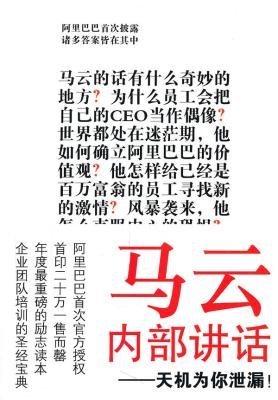 阿里巴巴首次披露
诸多答案皆在其中
马云的话有什么奇妙的
地方?为什么员工会把
自己的CEO当作偶像?
世界都处在迷茫期,他
如何确立阿里巴巴的价
值观?他怎样给已经是
百万富翁的员工寻找新
的激情?风暴袭来,他
阿里巴巴首次官方授权
首印二十万一售而罄
年度最重磅的励志读本
企业团队培训的圣经宝典
马云
内部讲话
——天机为你泄漏!